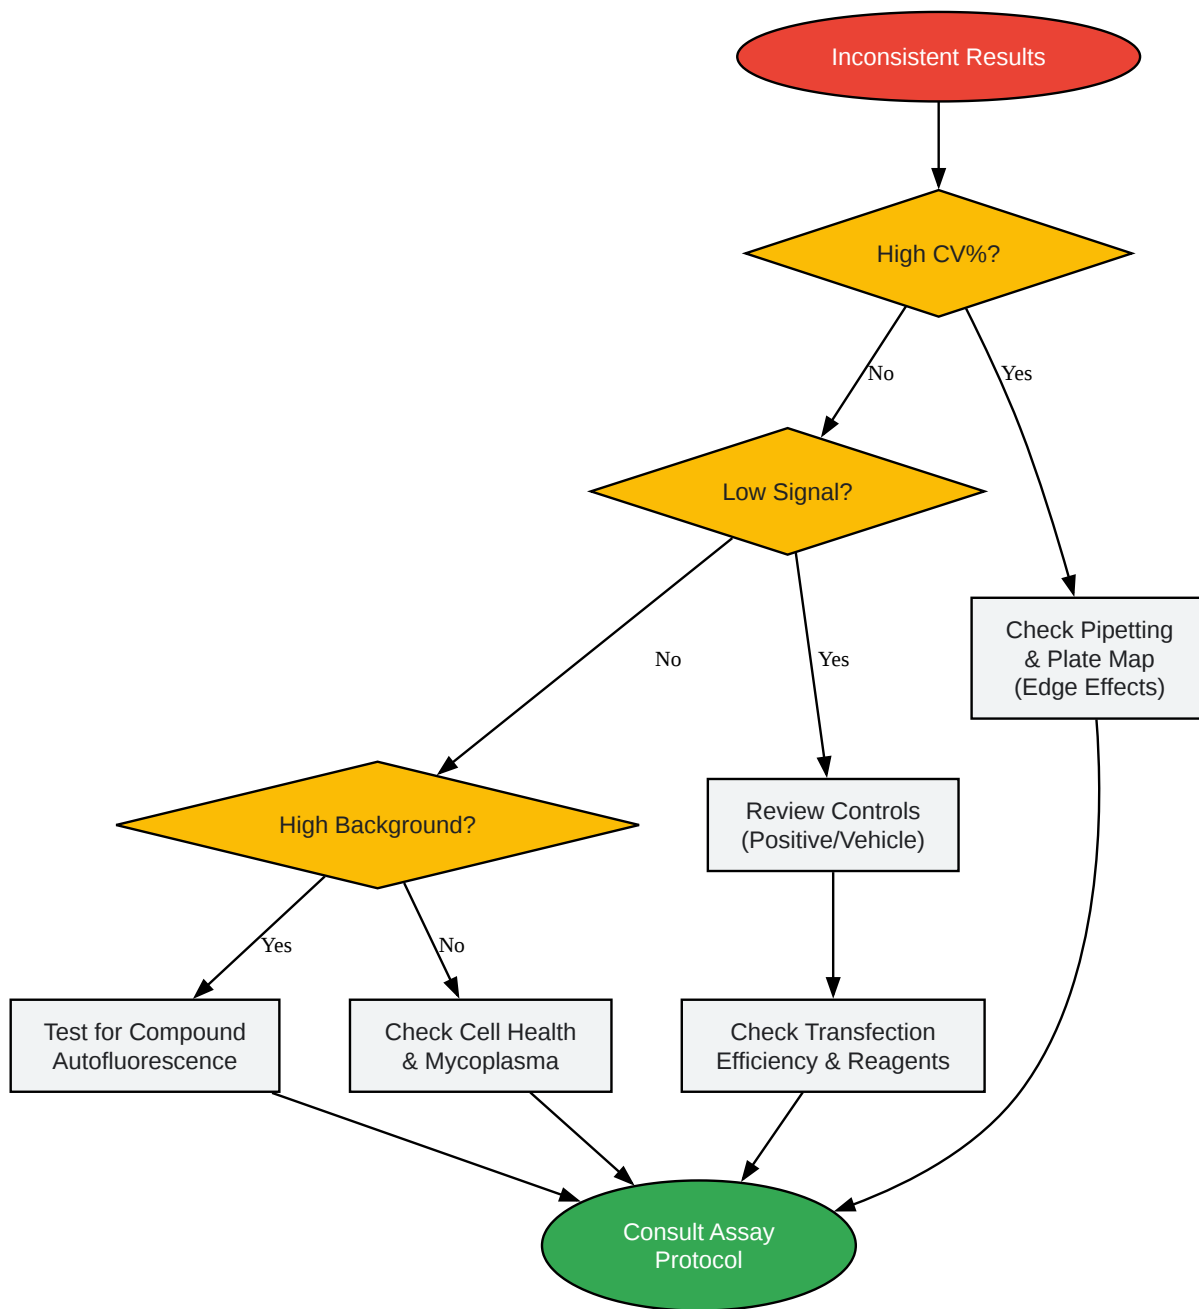 Inconsistent Results
High CV%?
No
Yes
Low Signal?
Check Pipetting
& Plate Map
(Edge Effects)
No
Yes
High Background?
Review Controls
(Positive/Vehicle)
Yes
No
Test for Compound
Autofluorescence
Check Cell Health
& Mycoplasma
Check Transfection
Efficiency & Reagents
Consult Assay
Protocol